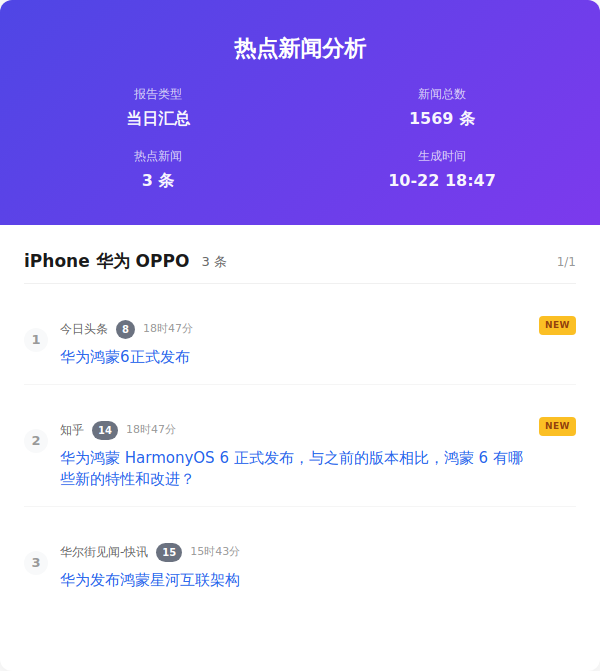 热点新闻分析
报告类型
当日汇总
新闻总数
1569 条
热点新闻
3 条
生成时间
10-22 18:47
iPhone 华为 OPPO 3 条 1/1
1
今日头条 8 18时47分 NEW
华为鸿蒙6正式发布
2
知乎 14 18时47分 NEW
华为鸿蒙 HarmonyOS 6 正式发布，与之前的版本相比，鸿蒙 6 有哪
些新的特性和改进？
3
华尔街见闻-快讯 15 15时43分
华为发布鸿蒙星河互联架构